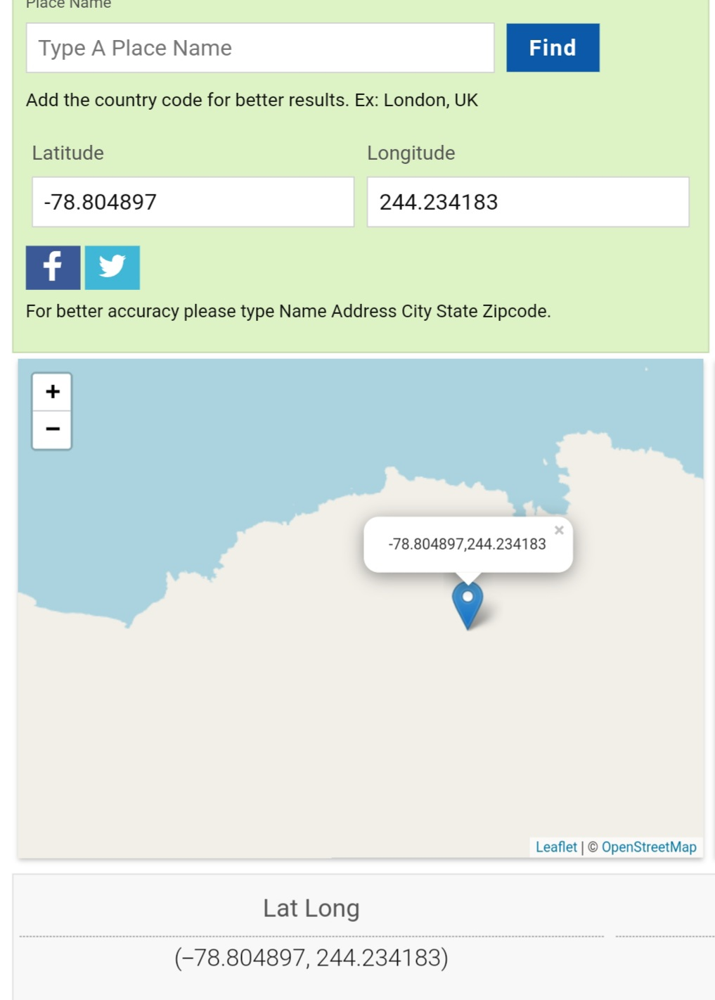 Place Name
Type A Place Name
Find
Add the country code for better results. Ex: London, UK
Latitude
Longitude
-78.804897
244.234183
For better accuracy please type Name Address City State Zipcode.
+
−
-78.804897,244.234183
×
Leaflet | © OpenStreetMap
Lat Long
(−78.804897, 244.234183)